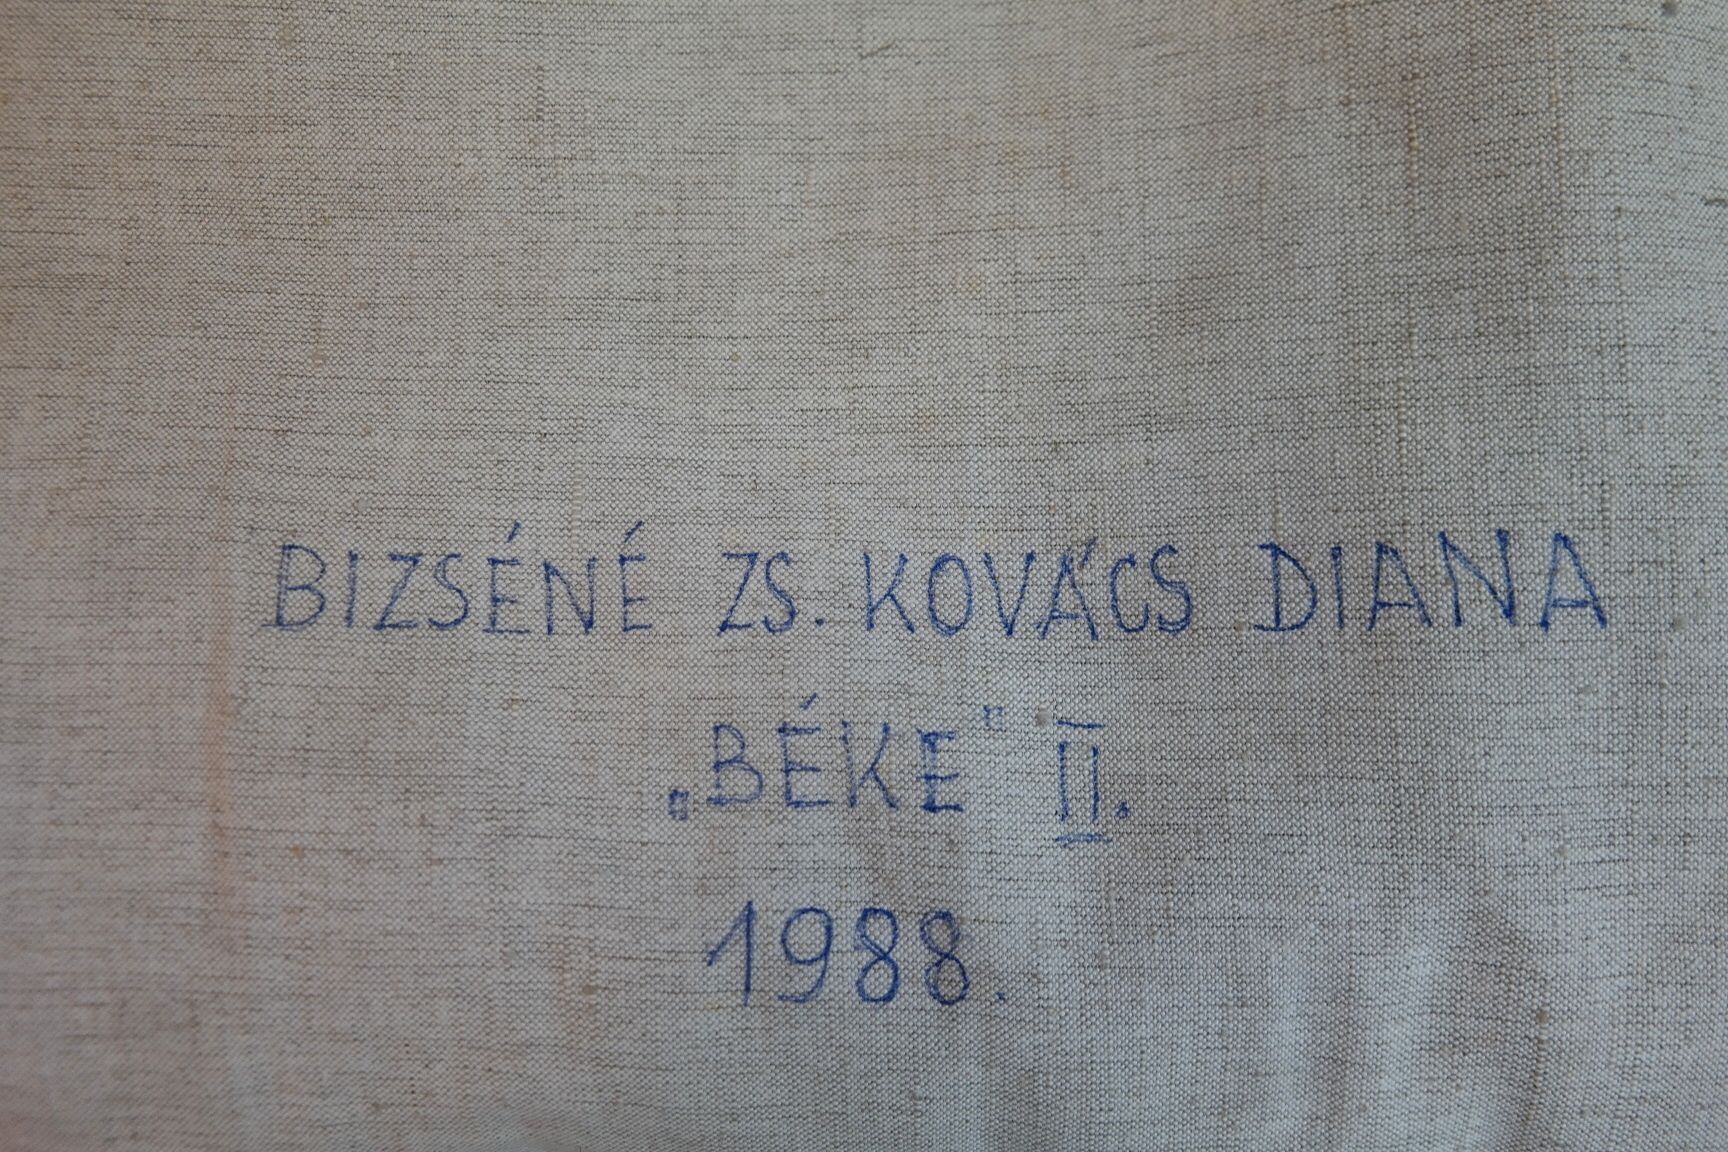 BIZSÉNÉ ZS. KOVÁCS DIANA
„BÉKE" II.
1988.